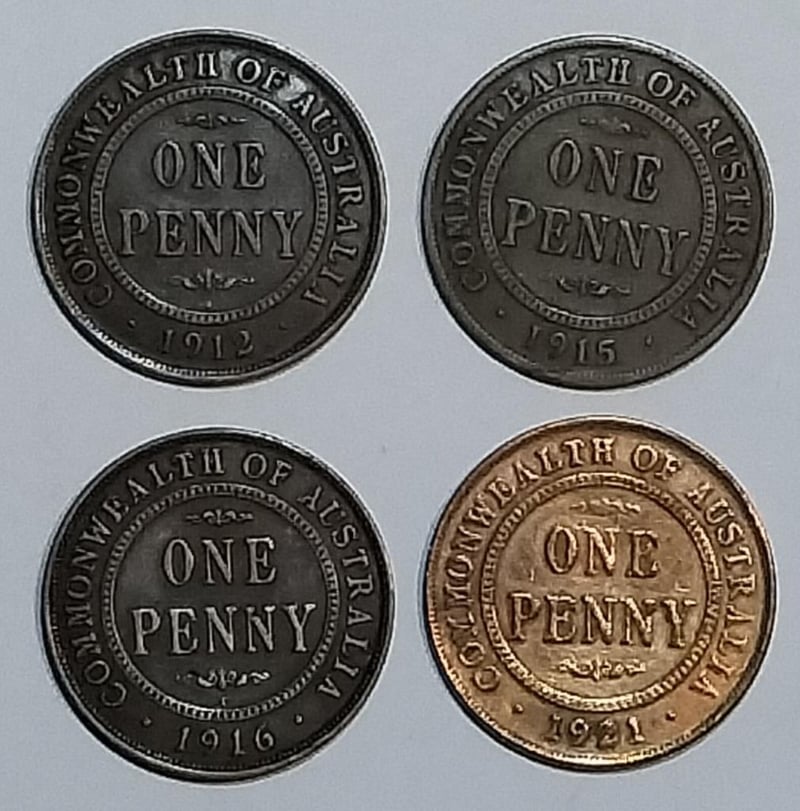 COMMONWEALTH OF AUSTRALIA
ONE
PENNY
1912
COMMONWEALTH OF AUSTRALIA
ONE
PENNY
1915
COMMONWEALTH OF AUSTRALIA
ONE
PENNY
1916
COMMONWEALTH OF AUSTRALIA
ONE
PENNY
1921